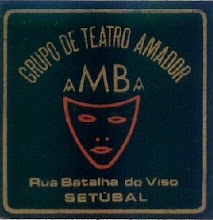 GRUPO DE TEATRO AMADOR
AMBA
Rua Batalha do Viso
SETÚBAL